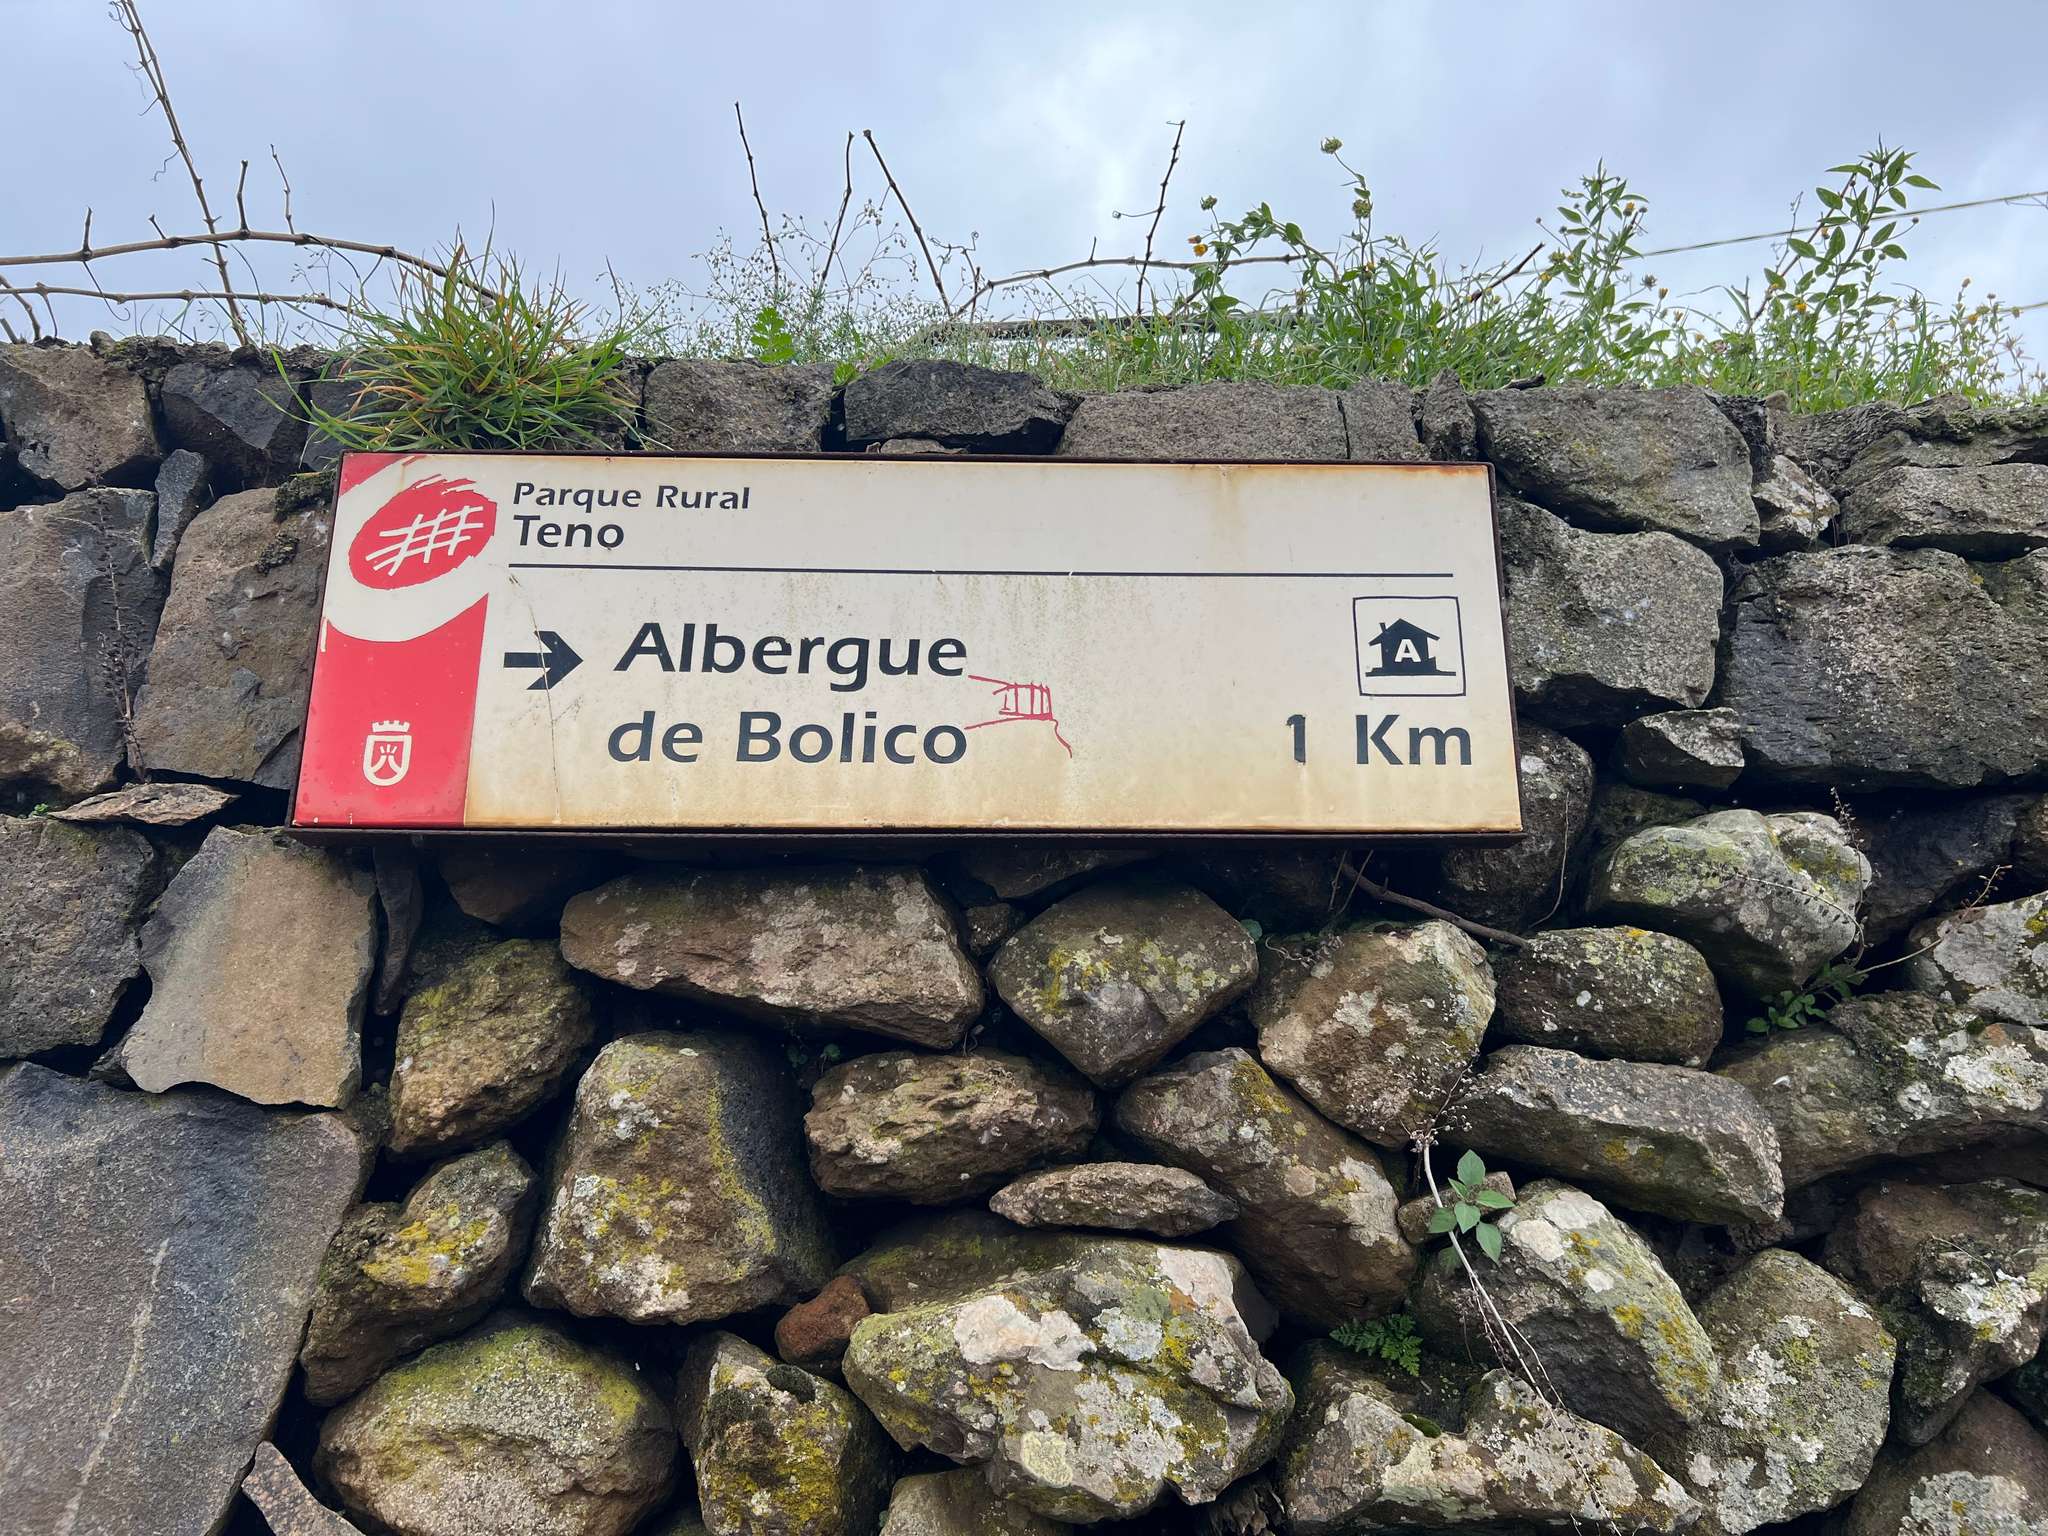 Parque Rural
Teno
Albergue
de Bolico
A
1 Km